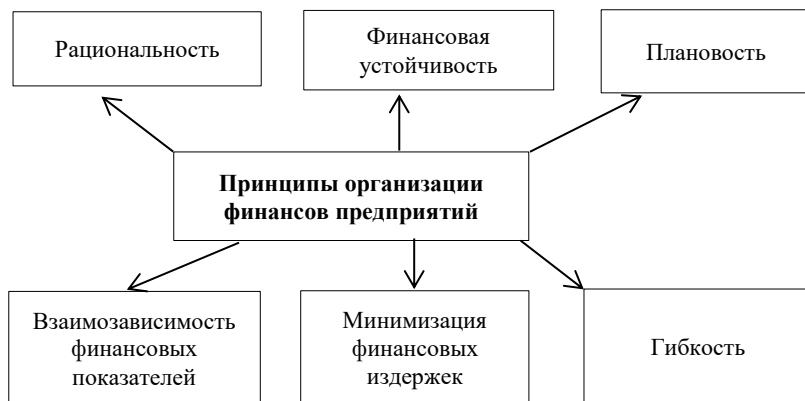 Рациональность
Финансовая
устойчивость
Плановость
Принципы организации
финансов предприятий
Взаимозависимость
финансовых
показателей
Минимизация
финансовых
издержек
Гибкость